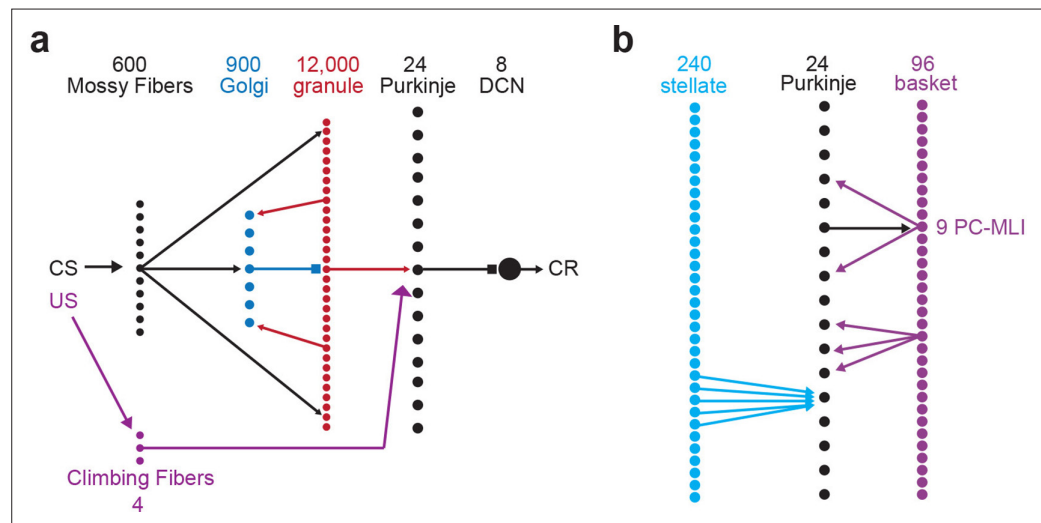 a
600
Mossy Fibers
900
Golgi
12,000
granule
24
Purkinje
8
DCN
CS
US
CR
Climbing Fibers
4
b
240
stellate
24
Purkinje
96
basket
9 PC-MLI